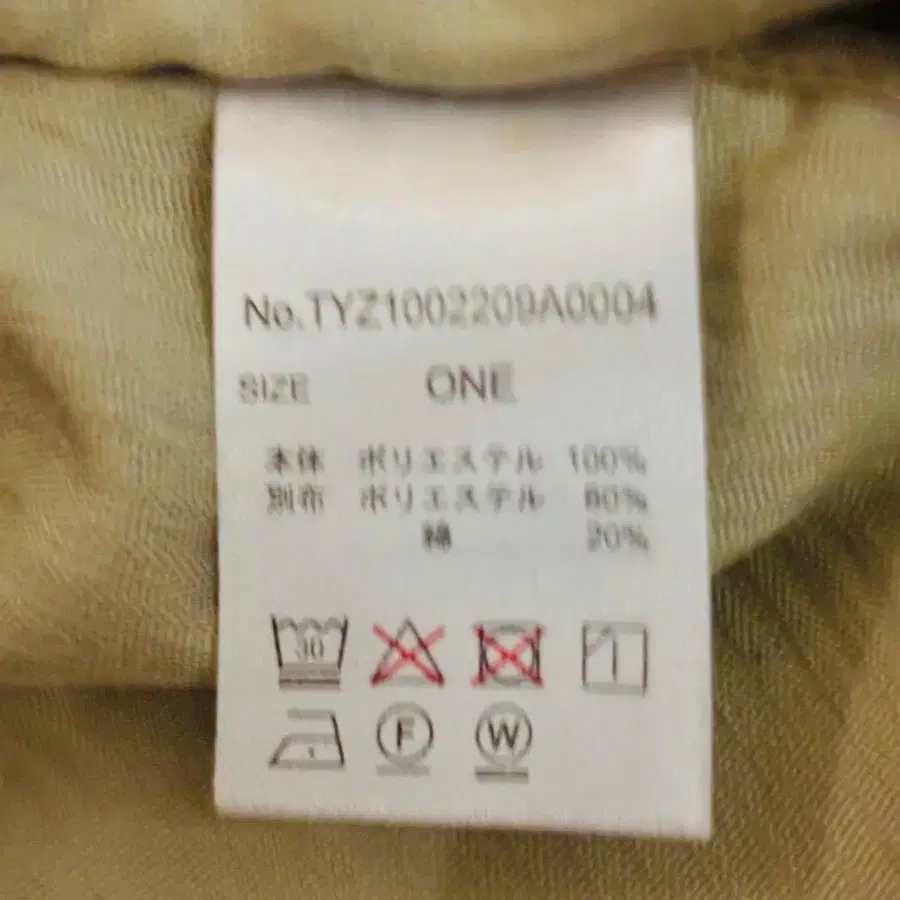 No.TYZ1002209A0004
SIZE ONE
本体 ポリエステル 100%
別布 ポリエステル 80%
綿 20%
30
F W